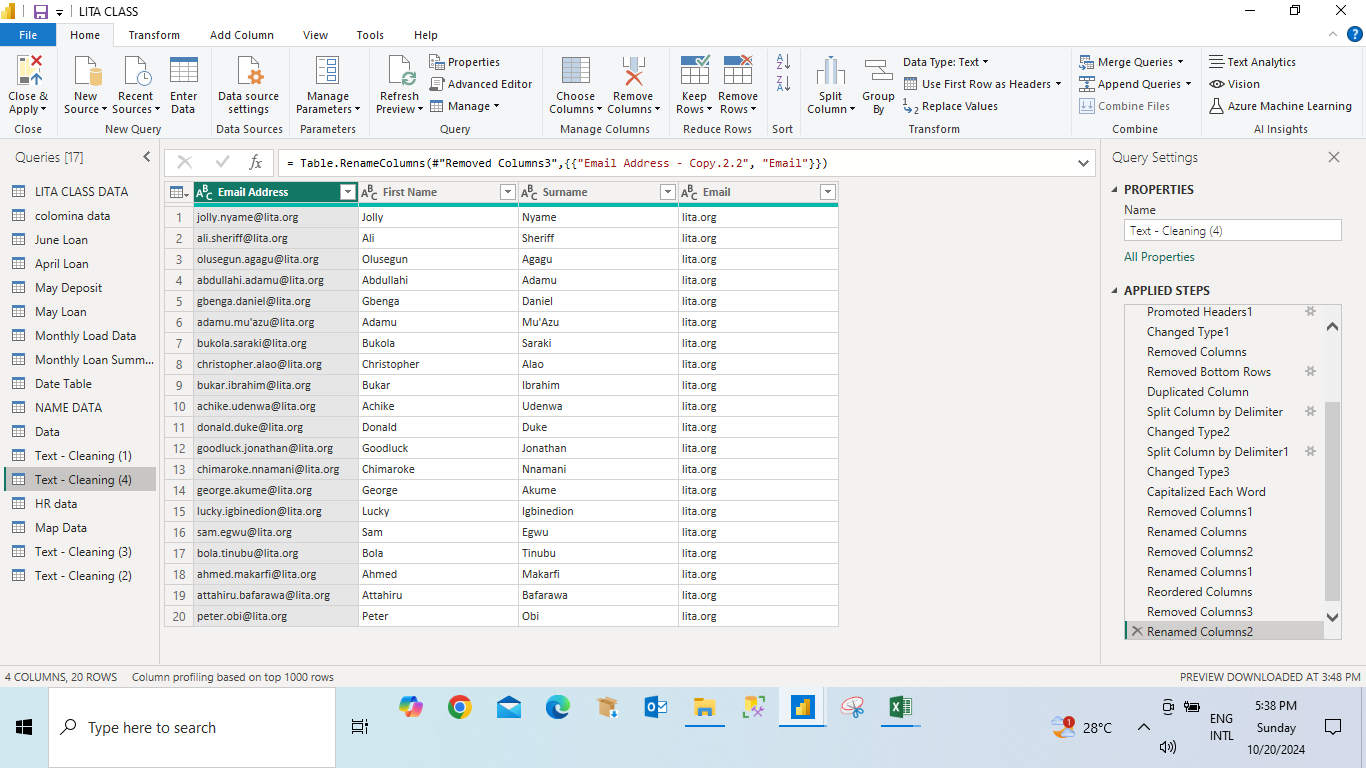 LITA CLASS
File Home Transform Add Column View Tools Help
Close & Apply
Close
New Source
Recent Sources
Enter Data
New Query
Data source settings
Data Sources
Manage Parameters
Parameters
Refresh Preview
Properties
Advanced Editor
Manage
Query
Choose Columns
Remove Columns
Manage Columns
Keep Rows
Remove Rows
Reduce Rows
Sort
Split Column
Group By
Data Type: Text
Use First Row as Headers
Replace Values
Transform
Merge Queries
Append Queries
Combine Files
Combine
Text Analytics
Vision
Azure Machine Learning
AI Insights
Queries [17]
LITA CLASS DATA
colomina data
June Loan
April Loan
May Deposit
May Loan
Monthly Load Data
Monthly Loan Summ...
Date Table
NAME DATA
Data
Text - Cleaning (1)
Text - Cleaning (4)
HR data
Map Data
Text - Cleaning (3)
Text - Cleaning (2)
fx = Table.RenameColumns(#"Removed Columns3",{{"Email Address - Copy.2.2", "Email"}})
ABC Email Address ABC First Name ABC Surname ABC Email
1 jolly.nyame@lita.org Jolly Nyame lita.org
2 ali.sheriff@lita.org Ali Sheriff lita.org
3 olusegun.agagu@lita.org Olusegun Agagu lita.org
4 abdullahi.adamu@lita.org Abdullahi Adamu lita.org
5 gbenga.daniel@lita.org Gbenga Daniel lita.org
6 adamu.mu'azu@lita.org Adamu Mu'Azu lita.org
7 bukola.saraki@lita.org Bukola Saraki lita.org
8 christopher.alao@lita.org Christopher Alao lita.org
9 bukar.ibrahim@lita.org Bukar Ibrahim lita.org
10 achike.udenwa@lita.org Achike Udenwa lita.org
11 donald.duke@lita.org Donald Duke lita.org
12 goodluck.jonathan@lita.org Goodluck Jonathan lita.org
13 chimaroke.nnamani@lita.org Chimaroke Nnamani lita.org
14 george.akume@lita.org George Akume lita.org
15 lucky.igbinedion@lita.org Lucky Igbinedion lita.org
16 sam.egwu@lita.org Sam Egwu lita.org
17 bola.tinubu@lita.org Bola Tinubu lita.org
18 ahmed.makarfi@lita.org Ahmed Makarfi lita.org
19 attahiru.bafarawa@lita.org Attahiru Bafarawa lita.org
20 peter.obi@lita.org Peter Obi lita.org
Query Settings
PROPERTIES
Name
Text - Cleaning (4)
All Properties
APPLIED STEPS
Promoted Headers1
Changed Type1
Removed Columns
Removed Bottom Rows
Duplicated Column
Split Column by Delimiter
Changed Type2
Split Column by Delimiter1
Changed Type3
Capitalized Each Word
Removed Columns1
Renamed Columns
Removed Columns2
Renamed Columns1
Reordered Columns
Removed Columns3
Renamed Columns2
4 COLUMNS, 20 ROWS Column profiling based on top 1000 rows
PREVIEW DOWNLOADED AT 3:48 PM
Type here to search
1
28°C
ENG
INTL
5:38 PM
Sunday
10/20/2024